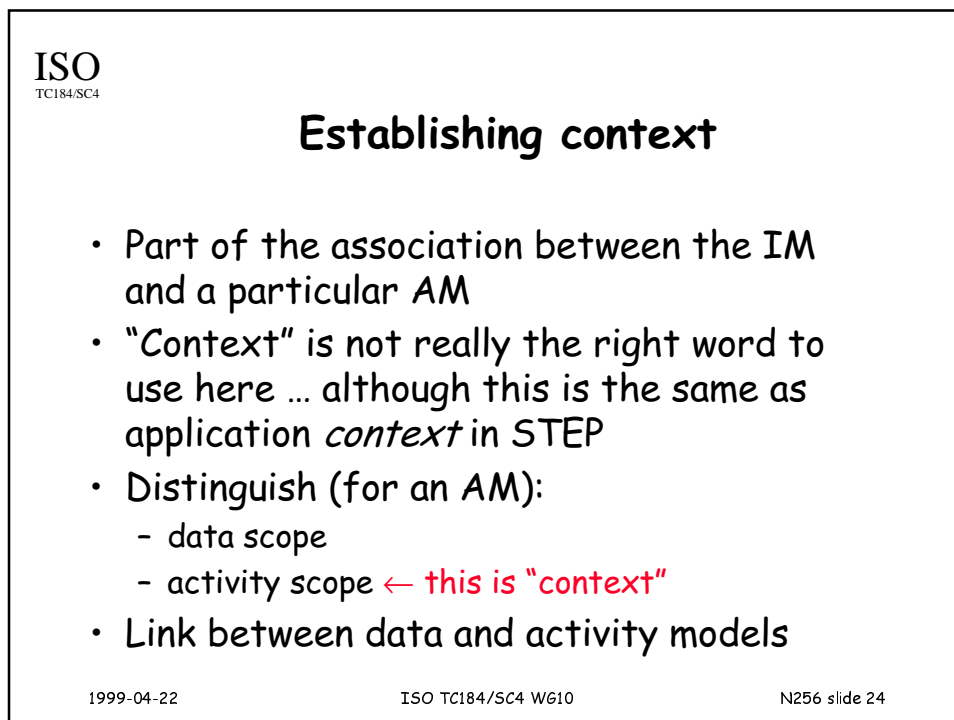 ISO
TC184/SC4
Establishing context
• Part of the association between the IM
and a particular AM
• “Context” is not really the right word to
use here … although this is the same as
application context in STEP
• Distinguish (for an AM):
– data scope
– activity scope ← this is “context”
• Link between data and activity models
1999-04-22 ISO TC184/SC4 WG10 N256 slide 24